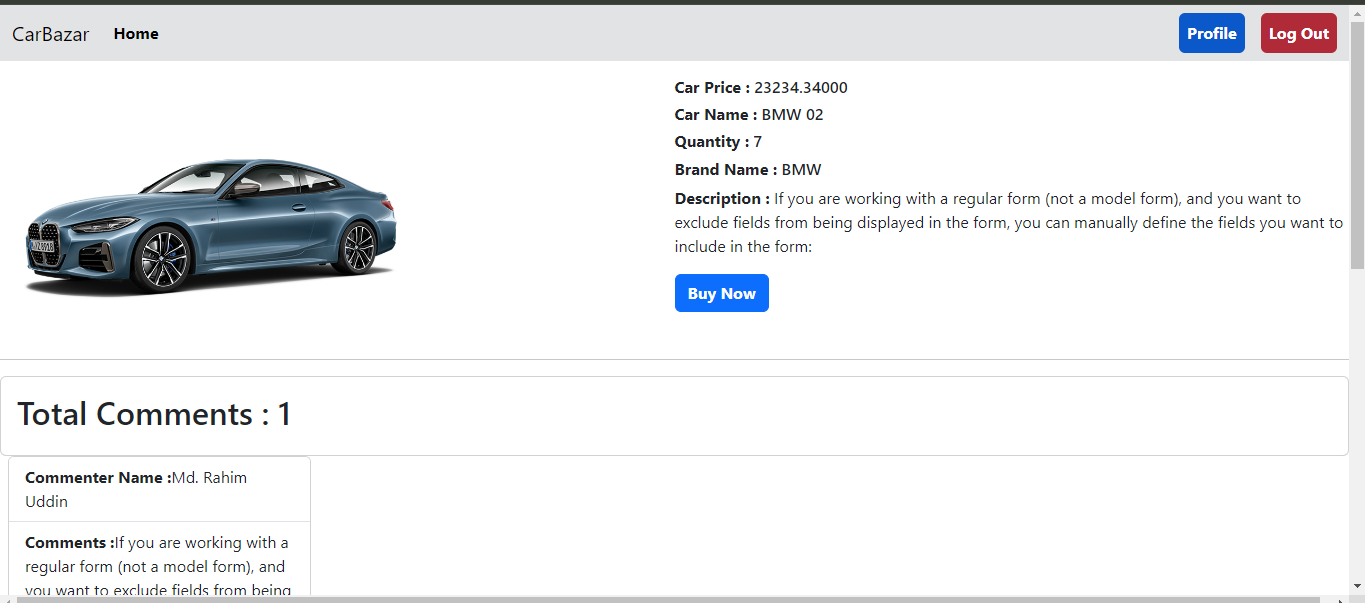 CarBazar Home Profile Log Out
Car Price : 23234.34000
Car Name : BMW 02
Quantity : 7
Brand Name : BMW
Description : If you are working with a regular form (not a model form), and you want to
exclude fields from being displayed in the form, you can manually define the fields you want to
include in the form:
Buy Now
Total Comments : 1
Commenter Name :Md. Rahim
Uddin
Comments :If you are working with a
regular form (not a model form), and
you want to exclude fields from being